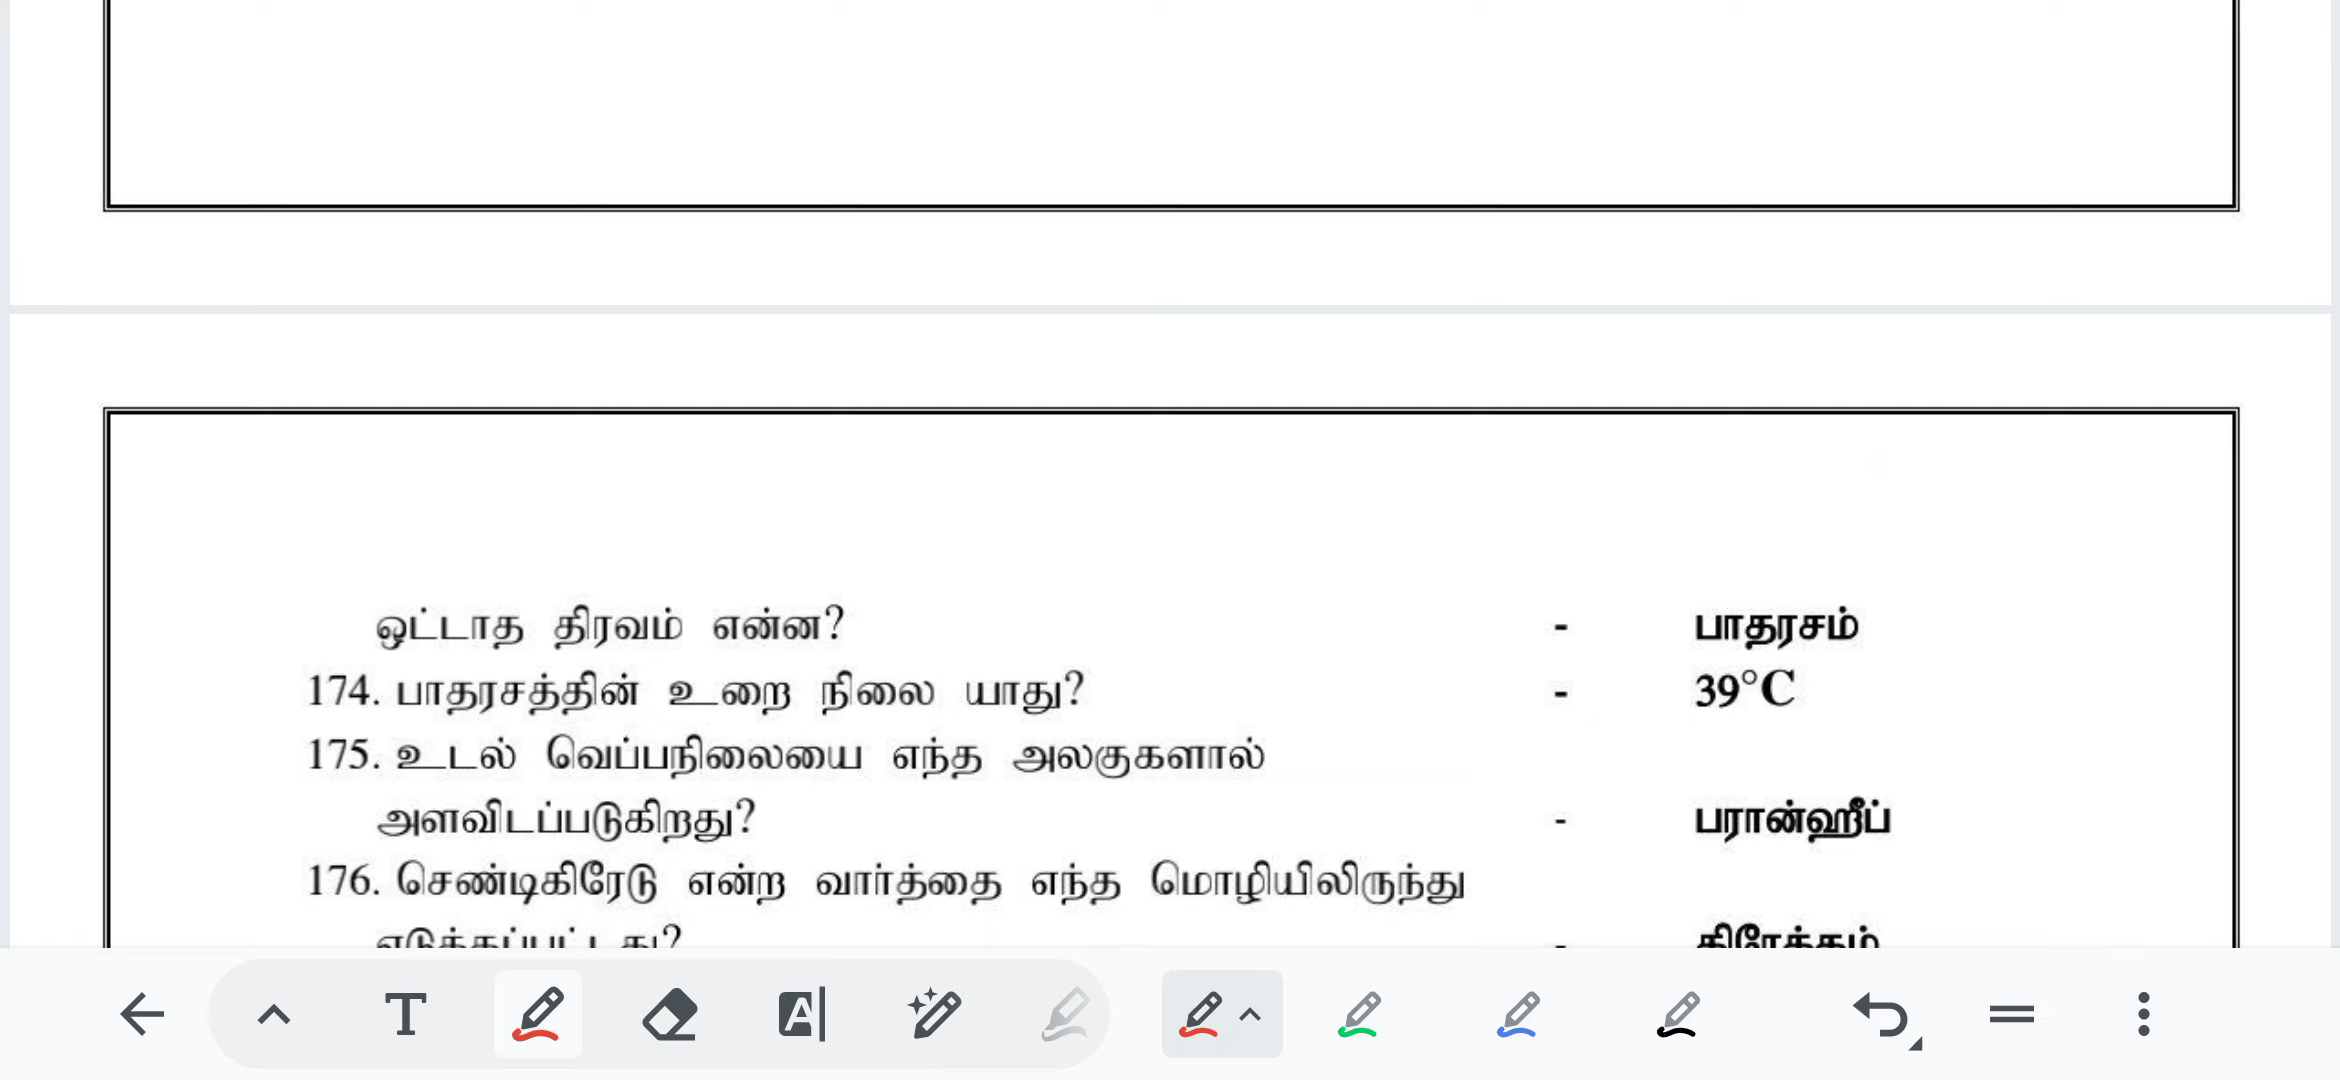 ஒட்டாத திரவம் என்ன? - பாதரசம்
174. பாதரசத்தின் உறை நிலை யாது? - 39°C
175. உடல் வெப்பநிலையை எந்த அலகுகளால்
அளவிடப்படுகிறது? - பரான்ஹீப்
176. செண்டிகிரேடு என்ற வார்த்தை எந்த மொழியிலிருந்து